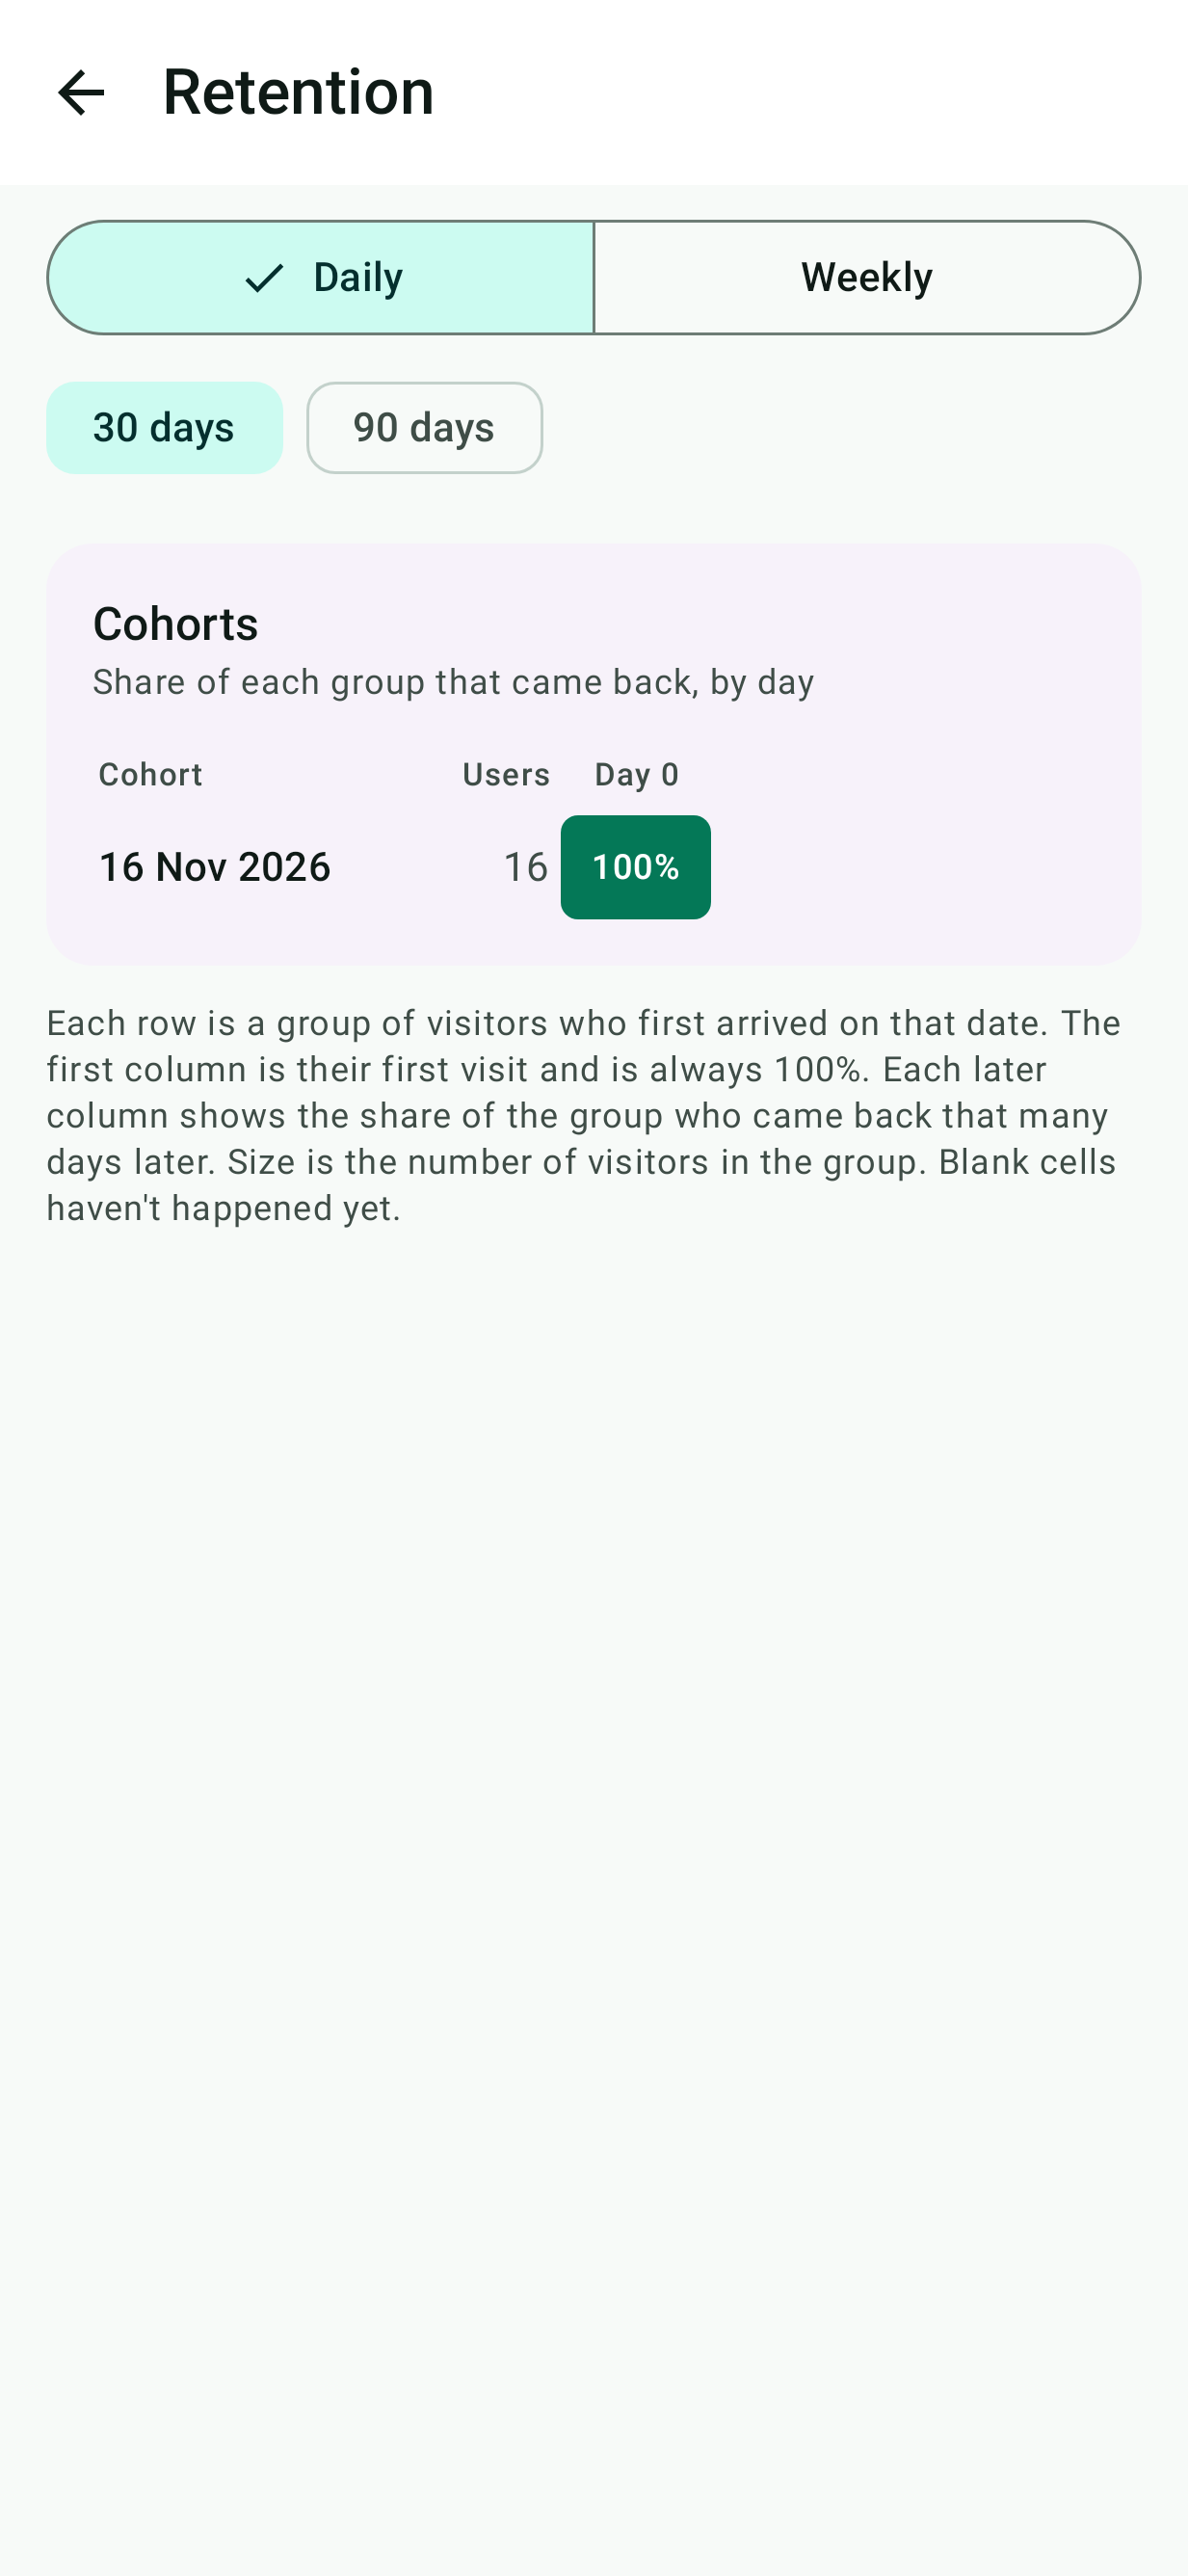 Retention
Daily
Weekly
30 days
90 days
Cohorts
Share of each group that came back, by day
Cohort Users Day 0
16 Nov 2026 16 100%
Each row is a group of visitors who first arrived on that date. The
first column is their first visit and is always 100%. Each later
column shows the share of the group who came back that many
days later. Size is the number of visitors in the group. Blank cells
haven't happened yet.